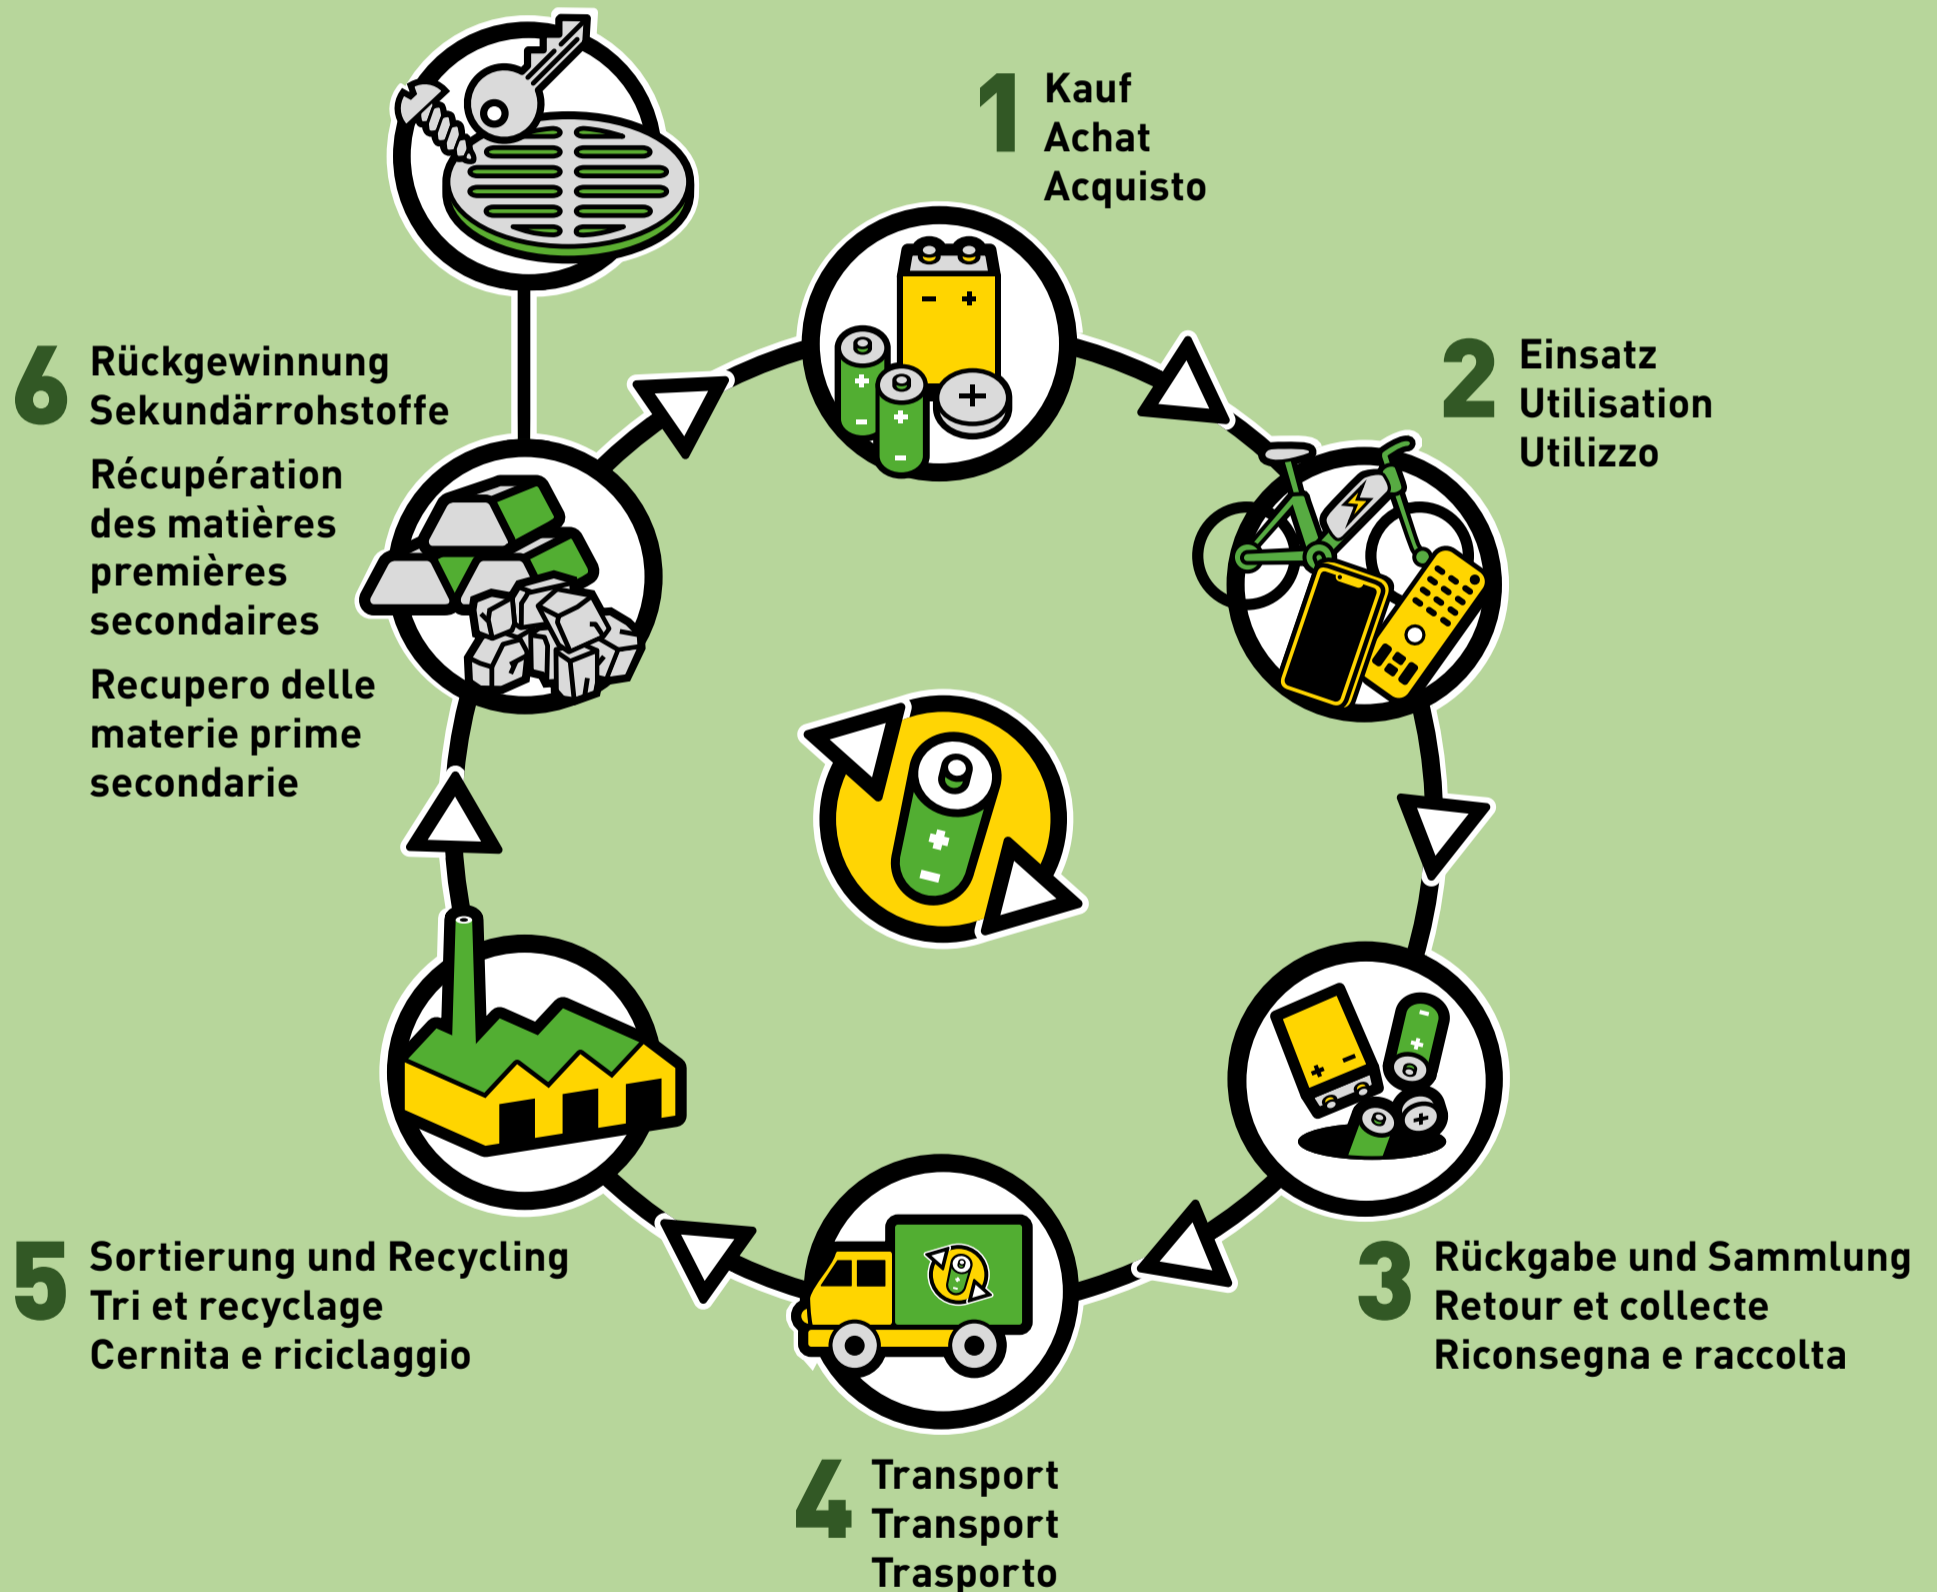 1
Kauf
Achat
Acquisto
2
Einsatz
Utilisation
Utilizzo
3
Rückgabe und Sammlung
Retour et collecte
Riconsegna e raccolta
4
Transport
Transport
Trasporto
5
Sortierung und Recycling
Tri et recyclage
Cernita e riciclaggio
6
Rückgewinnung
Sekundärrohstoffe
Récupération
des matières
premières
secondaires
Recupero delle
materie prime
secondarie